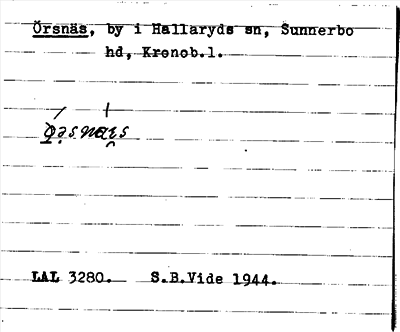 Örsnäs, by i Hallaryds sn, Sunnerbo
hd, Kronob.l.
LAL 3280. S.B.Vide 1944.